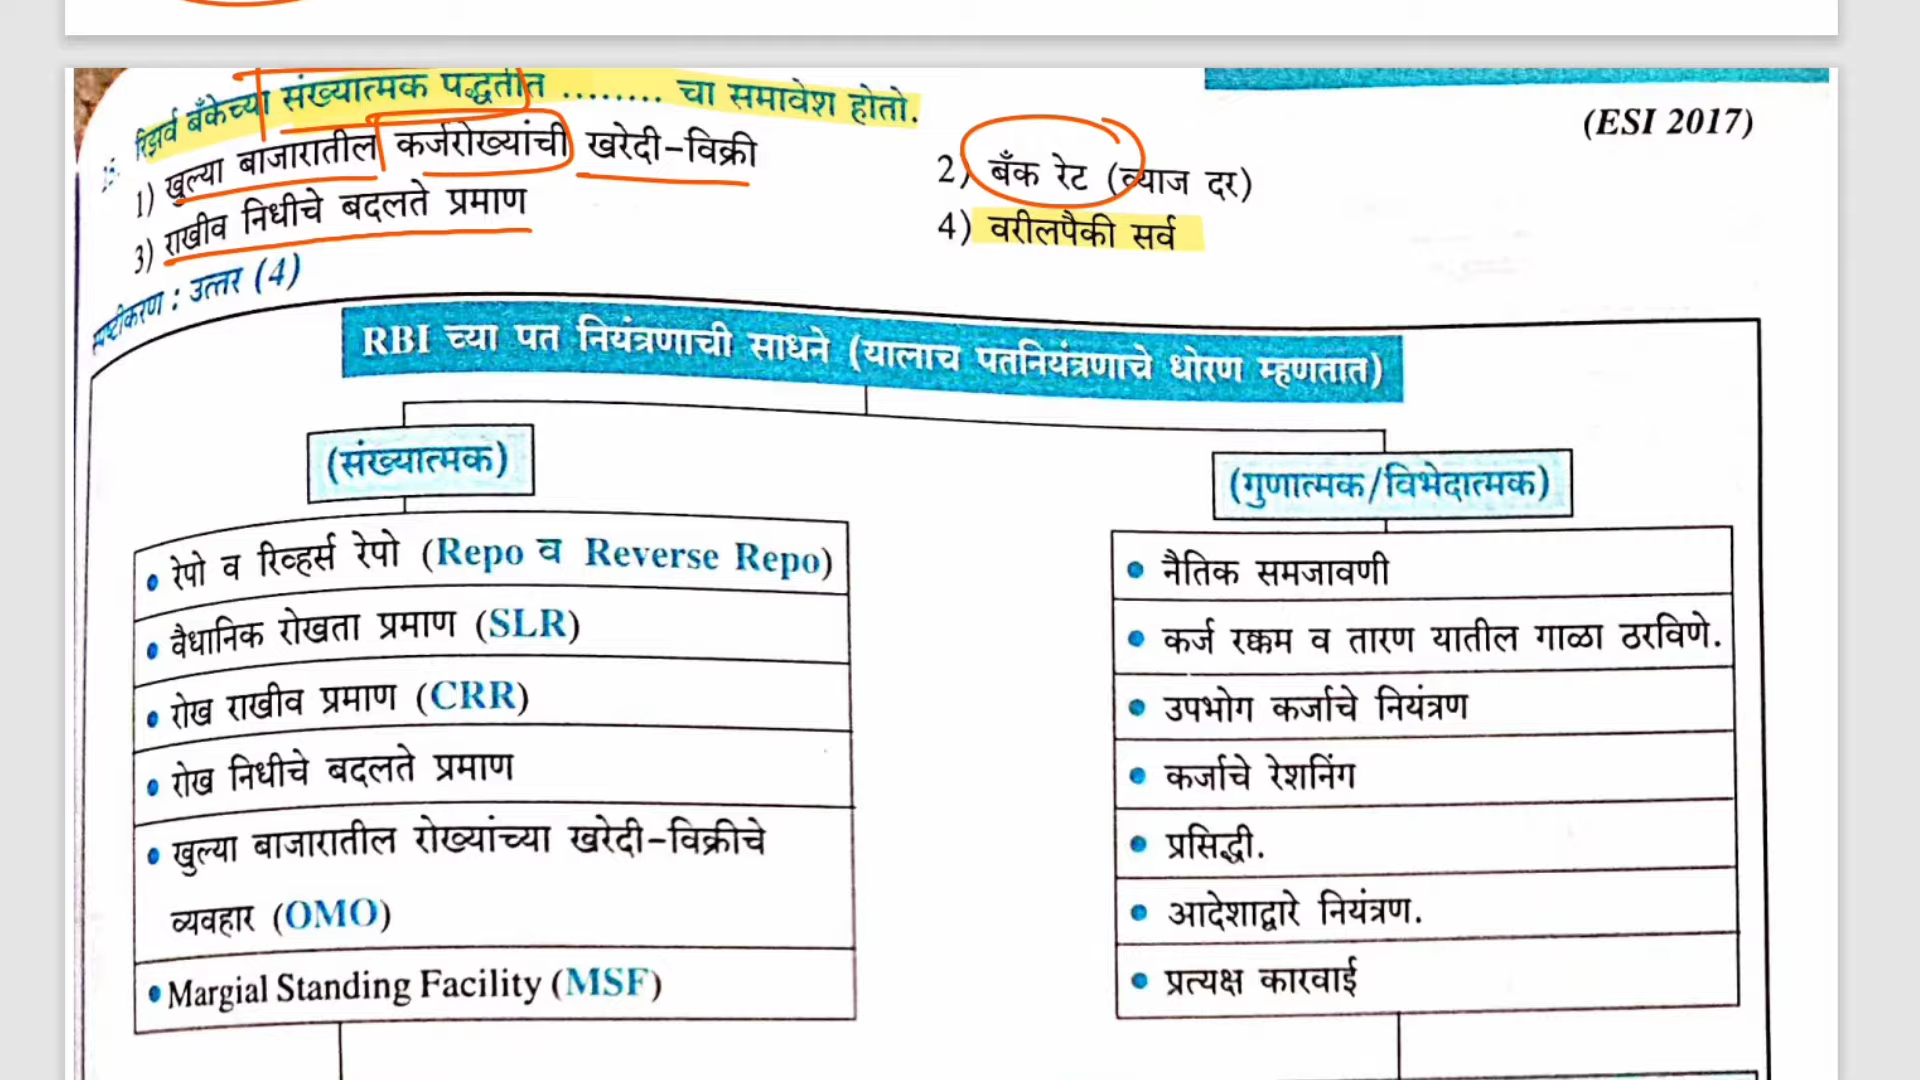 रिझर्व बँकेच्या संख्यात्मक पद्धतीत ........ चा समावेश होतो.
(ESI 2017)
1) खुल्या बाजारातील कर्जरोख्यांची खरेदी-विक्री
2) बँक रेट (व्याज दर)
3) राखीव निधीचे बदलते प्रमाण
4) वरीलपैकी सर्व
स्पष्टीकरण : उत्तर (4)
RBI च्या पत नियंत्रणाची साधने (यालाच पतनियंत्रणाचे धोरण म्हणतात)
(संख्यात्मक)
• रेपो व रिव्हर्स रेपो (Repo व Reverse Repo)
• वैधानिक रोखता प्रमाण (SLR)
• रोख राखीव प्रमाण (CRR)
• रोख निधीचे बदलते प्रमाण
• खुल्या बाजारातील रोख्यांच्या खरेदी-विक्रीचे
व्यवहार (OMO)
• Margial Standing Facility (MSF)
(गुणात्मक/विभेदात्मक)
• नैतिक समजावणी
• कर्ज रक्कम व तारण यातील गाळा ठरविणे.
• उपभोग कर्जाचे नियंत्रण
• कर्जाचे रेशनिंग
• प्रसिद्धी.
• आदेशाद्वारे नियंत्रण.
• प्रत्यक्ष कारवाई